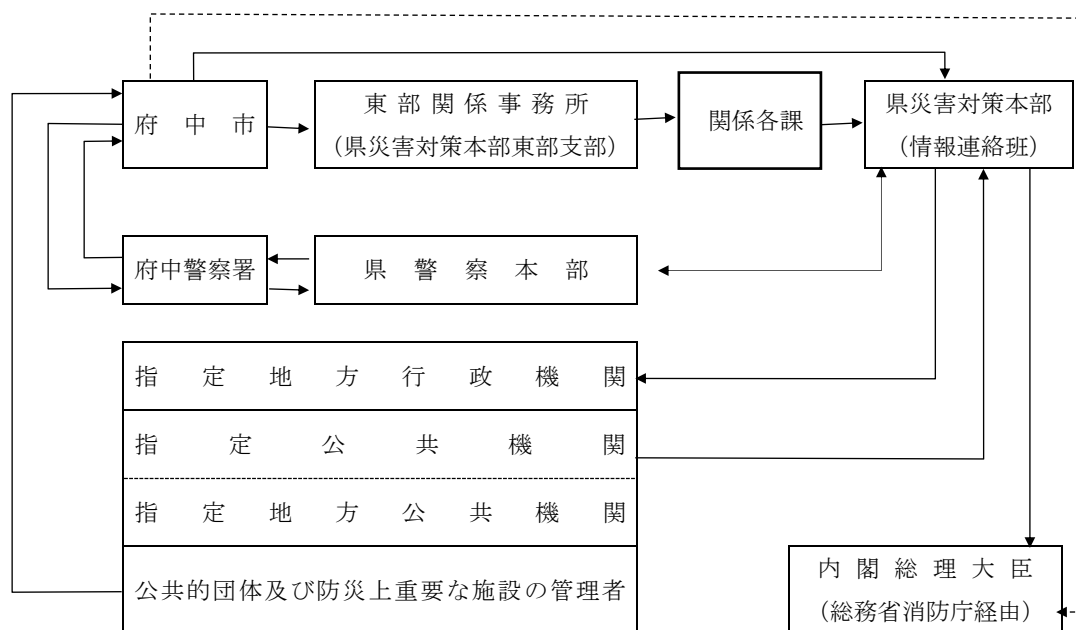 府中市
東部関係事務所
(県災害対策本部東部支部)
関係各課
県災害対策本部
(情報連絡班)
府中警察署
県警察本部
指定地方行政機関
指定公共機関
指定地方公共機関
公共的団体及び防災上重要な施設の管理者
内閣総理大臣
(総務省消防庁経由)